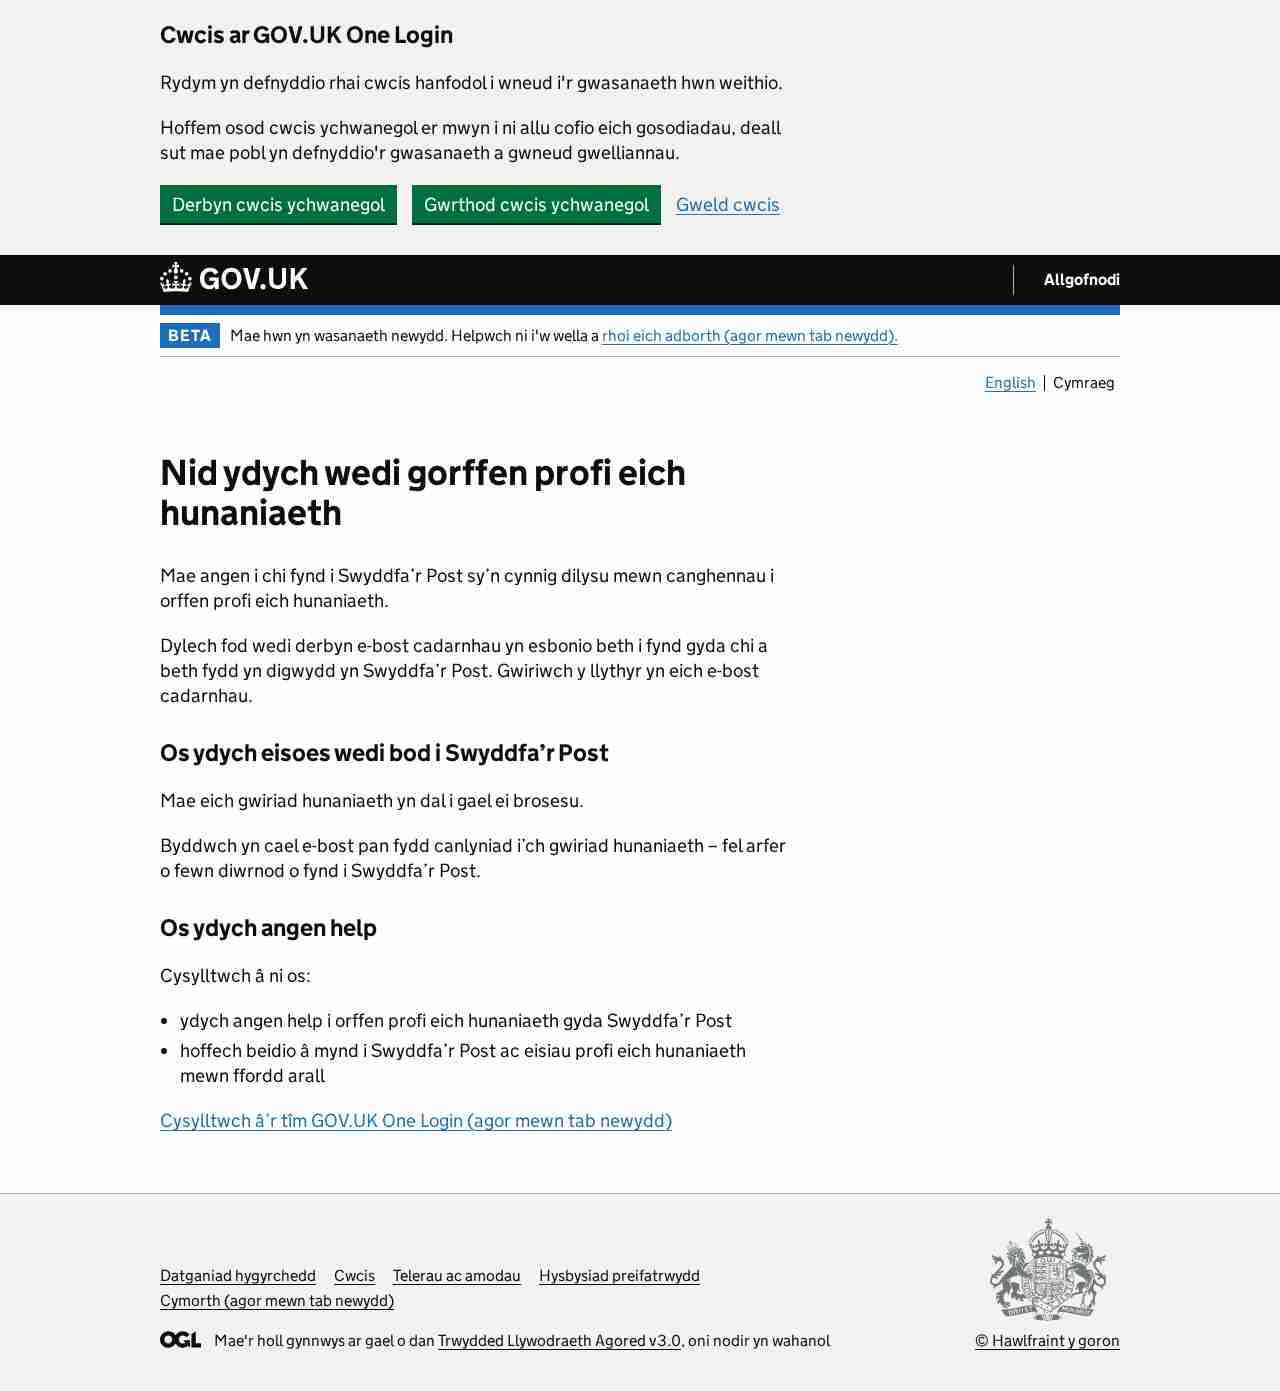 Cwcis ar GOV.UK One Login
Rydym yn defnyddio rhai cwcis hanfodol i wneud i'r gwasanaeth hwn weithio.
Hoffem osod cwcis ychwanegol er mwyn i ni allu cofio eich gosodiadau, deall
sut mae pobl yn defnyddio'r gwasanaeth a gwneud gwelliannau.
Derbyn cwcis ychwanegol Gwrthod cwcis ychwanegol Gweld cwcis
GOV.UK Allgofnodi
BETA Mae hwn yn wasanaeth newydd. Helpwch ni i'w wella a rhoi eich adborth (agor mewn tab newydd).
English Cymraeg
Nid ydych wedi gorffen profi eich
hunaniaeth
Mae angen i chi fynd i Swyddfa’r Post sy’n cynnig dilysu mewn canghennau i
orffen profi eich hunaniaeth.
Dylech fod wedi derbyn e-bost cadarnhau yn esbonio beth i fynd gyda chi a
beth fydd yn digwydd yn Swyddfa’r Post. Gwiriwch y llythyr yn eich e-bost
cadarnhau.
Os ydych eisoes wedi bod i Swyddfa’r Post
Mae eich gwiriad hunaniaeth yn dal i gael ei brosesu.
Byddwch yn cael e-bost pan fydd canlyniad i’ch gwiriad hunaniaeth – fel arfer
o fewn diwrnod o fynd i Swyddfa’r Post.
Os ydych angen help
Cysylltwch â ni os:
• ydych angen help i orffen profi eich hunaniaeth gyda Swyddfa’r Post
• hoffech beidio â mynd i Swyddfa’r Post ac eisiau profi eich hunaniaeth
mewn ffordd arall
Cysylltwch â’r tîm GOV.UK One Login (agor mewn tab newydd)
Datganiad hygyrchedd Cwcis Telerau ac amodau Hysbysiad preifatrwydd
Cymorth (agor mewn tab newydd)
OGL Mae'r holl gynnwys ar gael o dan Trwydded Llywodraeth Agored v3.0, oni nodir yn wahanol
© Hawlfraint y goron